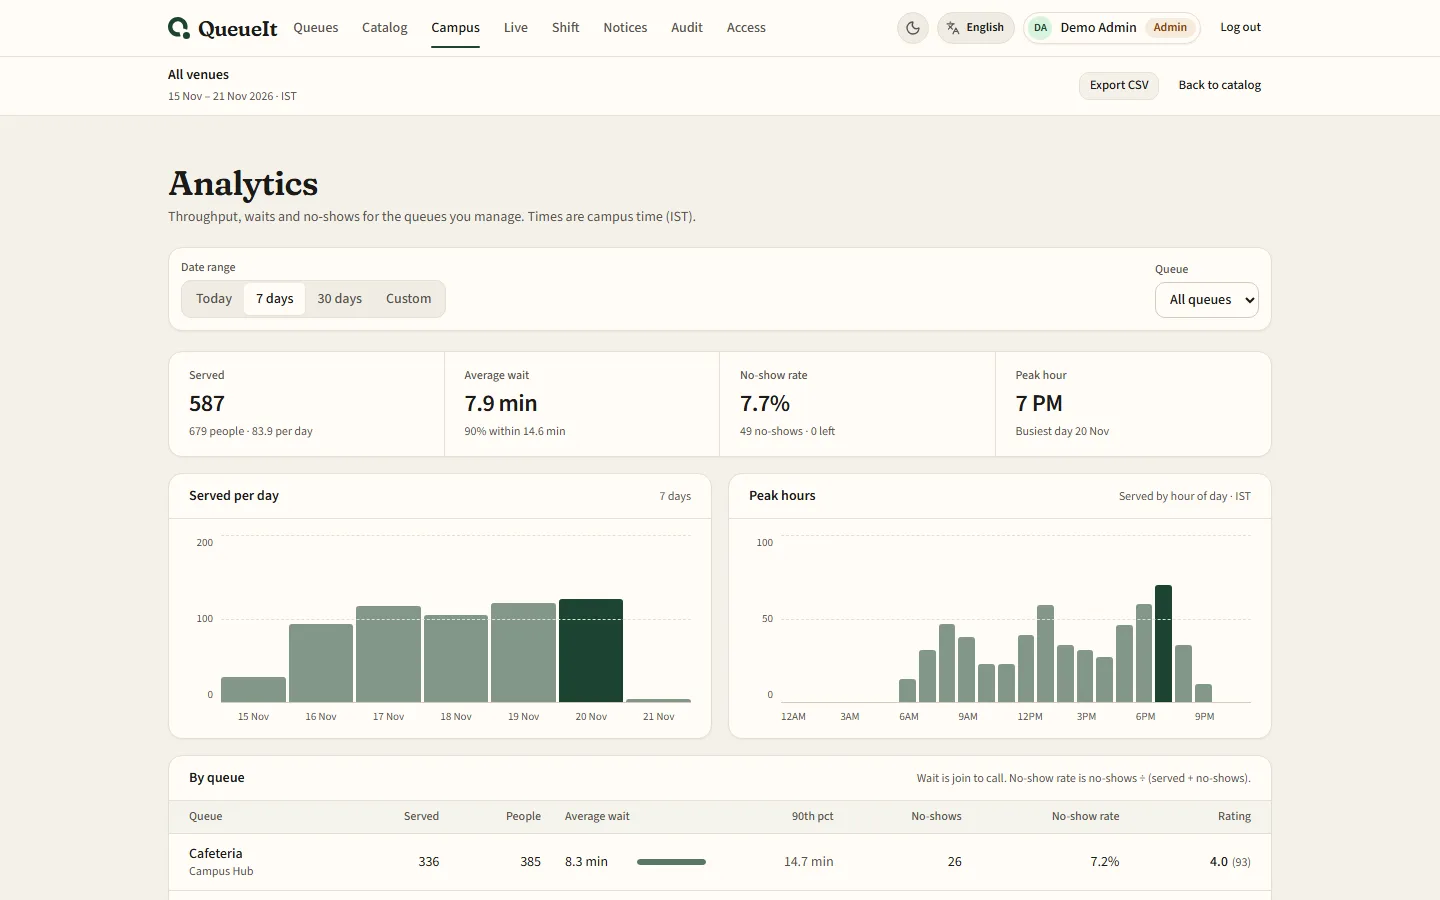 QueueIt Queues Catalog Campus Live Shift Notices Audit Access English DA Demo Admin Admin Log out
All venues
15 Nov – 21 Nov 2026 · IST
Export CSV Back to catalog
Analytics
Throughput, waits and no-shows for the queues you manage. Times are campus time (IST).
Date range
Today 7 days 30 days Custom
Queue
All queues
Served
587
679 people · 83.9 per day
Average wait
7.9 min
90% within 14.6 min
No-show rate
7.7%
49 no-shows · 0 left
Peak hour
7 PM
Busiest day 20 Nov
Served per day 7 days
200
100
0
15 Nov 16 Nov 17 Nov 18 Nov 19 Nov 20 Nov 21 Nov
Peak hours Served by hour of day · IST
100
50
0
12AM 3AM 6AM 9AM 12PM 3PM 6PM 9PM
By queue Wait is join to call. No-show rate is no-shows ÷ (served + no-shows).
Queue Served People Average wait 90th pct No-shows No-show rate Rating
Cafeteria 336 385 8.3 min 14.7 min 26 7.2% 4.0 (93)
Campus Hub